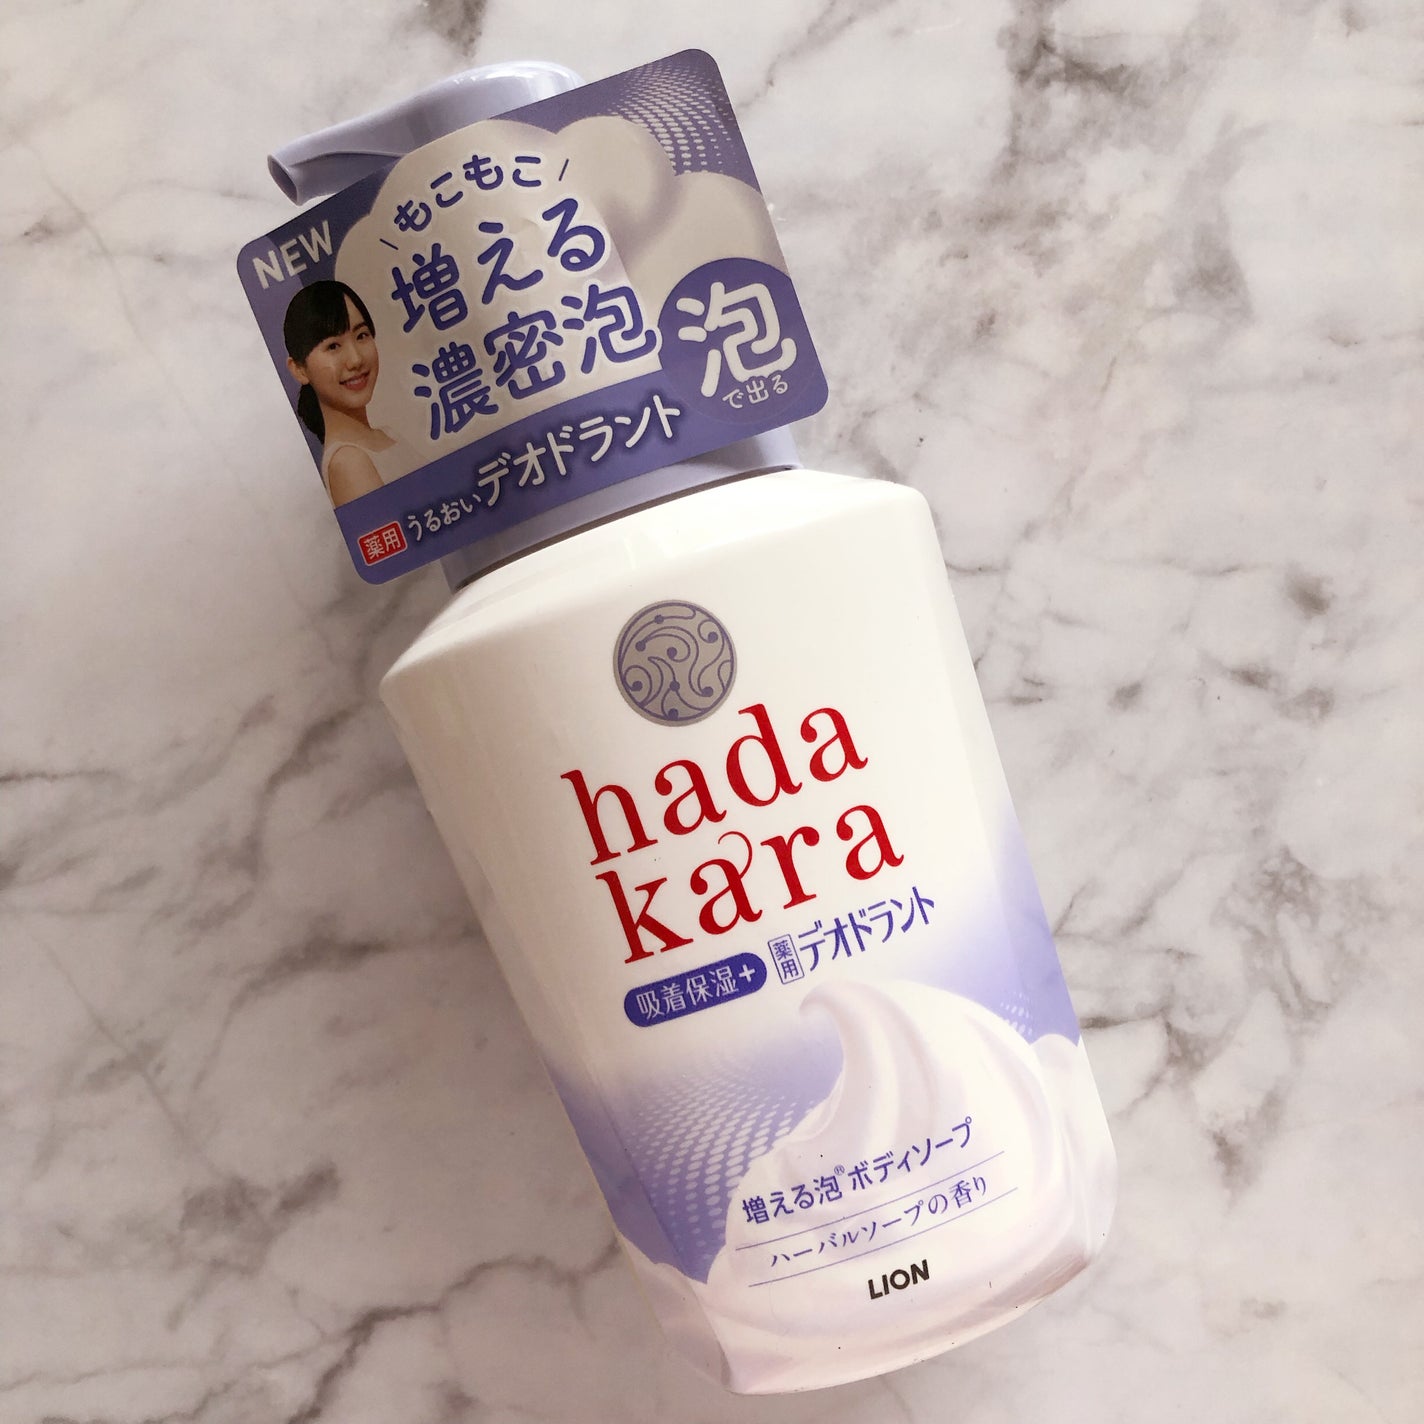 NEW
もこもこ
増える
濃密泡
泡
で出る
薬用 うるおいデオドラント
hada
kara
吸着保湿+ 薬用デオドラント
増える泡®ボディソープ
ハーバルソープの香り
LION